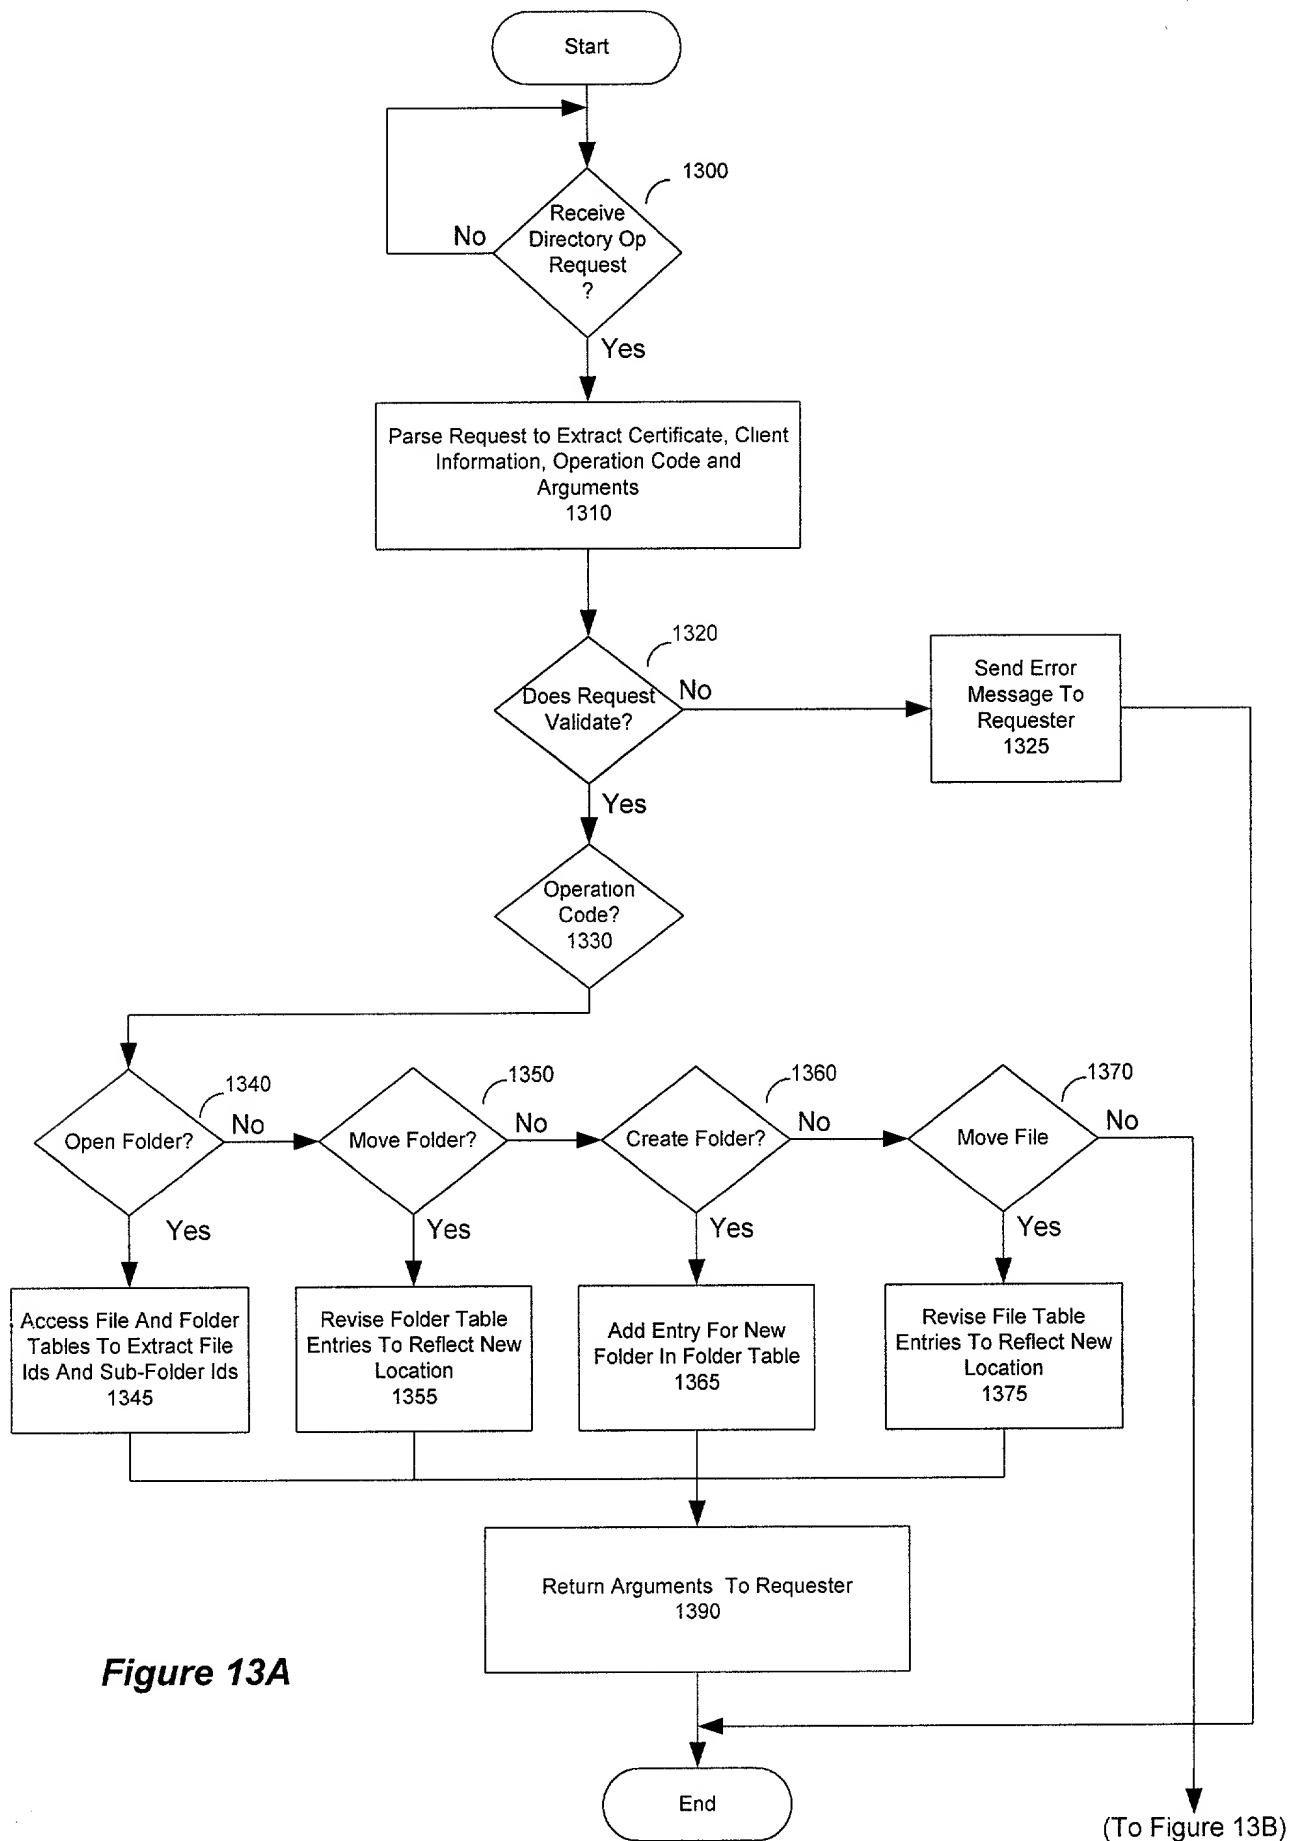 Start
1300
Receive
Directory Op
Request
?
No
Yes
Parse Request to Extract Certificate, Client
Information, Operation Code and
Arguments
1310
1320
Does Request
Validate?
No
Send Error
Message To
Requester
1325
Yes
Operation
Code?
1330
1340
Open Folder?
No
1350
Move Folder?
No
1360
Create Folder?
No
1370
Move File
No
Yes
Yes
Yes
Yes
Access File And Folder
Tables To Extract File
Ids And Sub-Folder Ids
1345
Revise Folder Table
Entries To Reflect New
Location
1355
Add Entry For New
Folder In Folder Table
1365
Revise File Table
Entries To Reflect New
Location
1375
Return Arguments To Requester
1390
Figure 13A
End
(To Figure 13B)